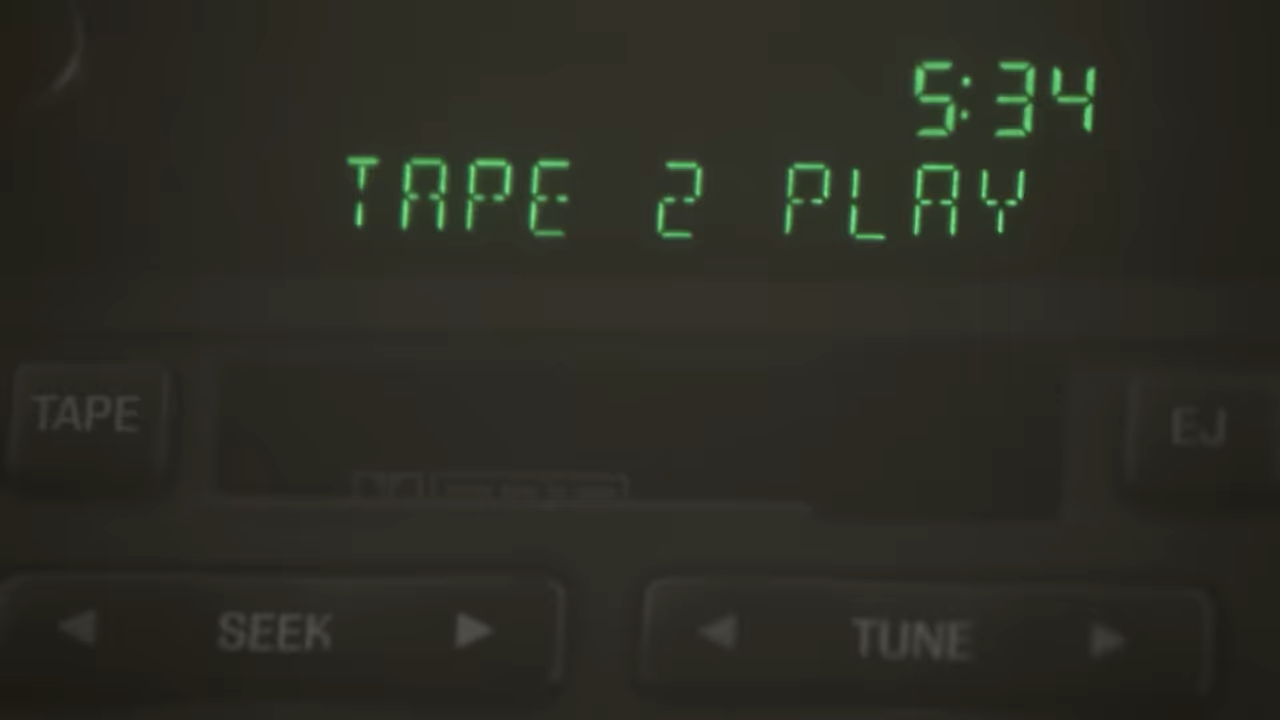 5:34
TAPE 2 PLAY
TAPE
EJ
◀ SEEK ▶
◀ TUNE ▶